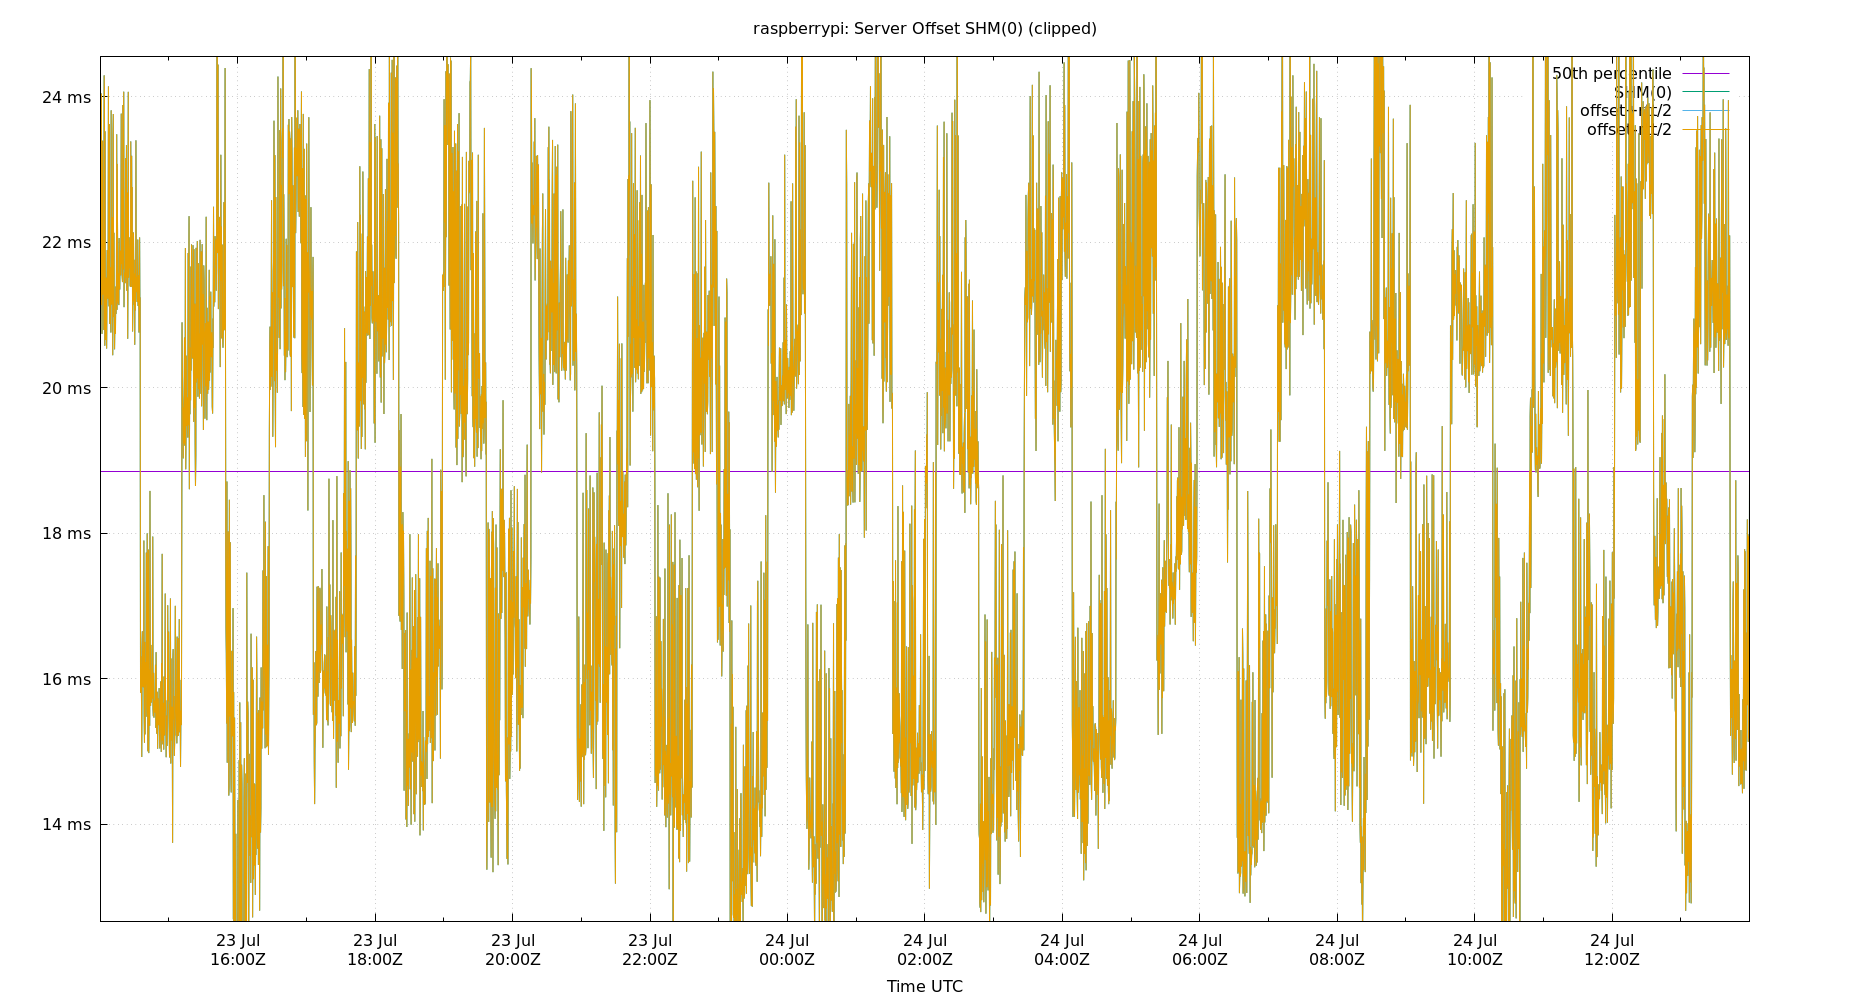 raspberrypi: Server Offset SHM(0) (clipped)
50th percentile
SHM(0)
offset+rtt/2
offset-rtt/2
24 ms
22 ms
20 ms
18 ms
16 ms
14 ms
23 Jul
16:00Z
23 Jul
18:00Z
23 Jul
20:00Z
23 Jul
22:00Z
24 Jul
00:00Z
24 Jul
02:00Z
24 Jul
04:00Z
24 Jul
06:00Z
24 Jul
08:00Z
24 Jul
10:00Z
24 Jul
12:00Z
Time UTC